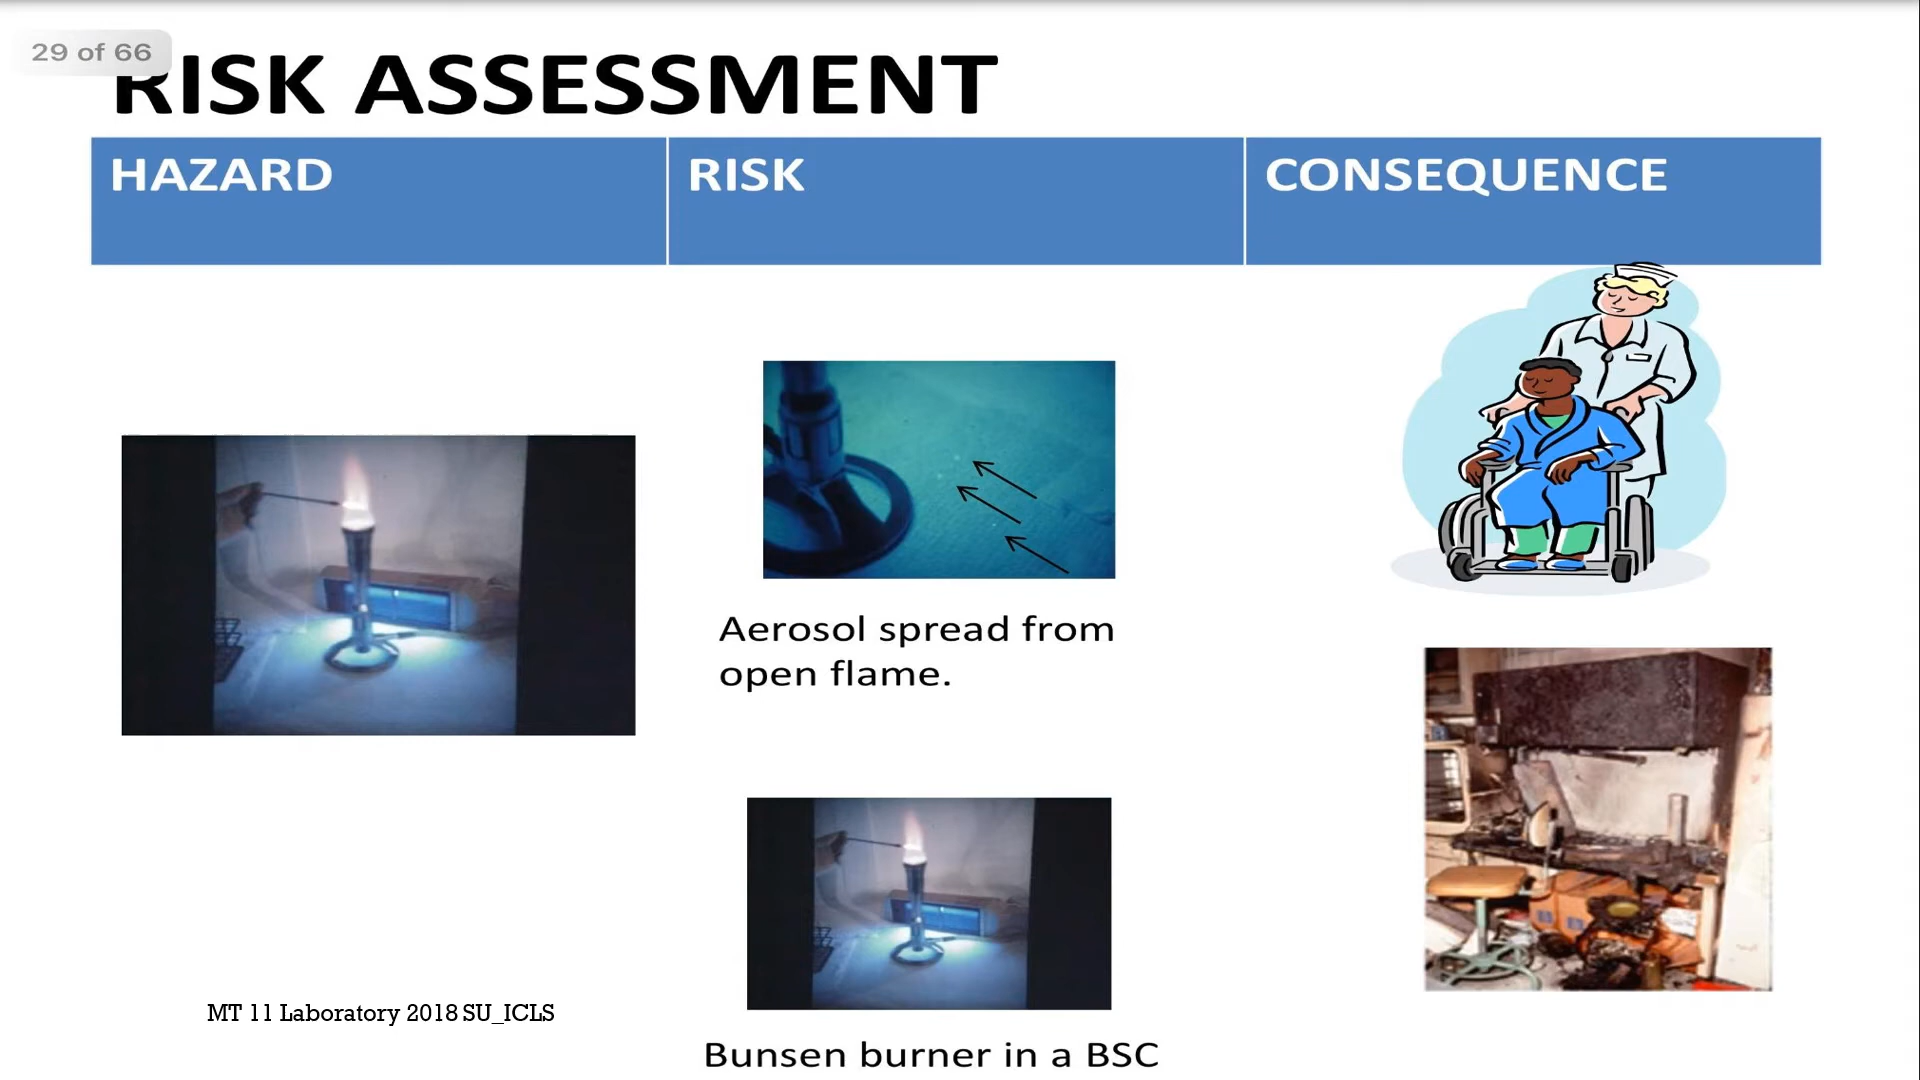 29 of 66
RISK ASSESSMENT
HAZARD
RISK
CONSEQUENCE
Aerosol spread from
open flame.
Bunsen burner in a BSC
MT 11 Laboratory 2018 SU_ICLS